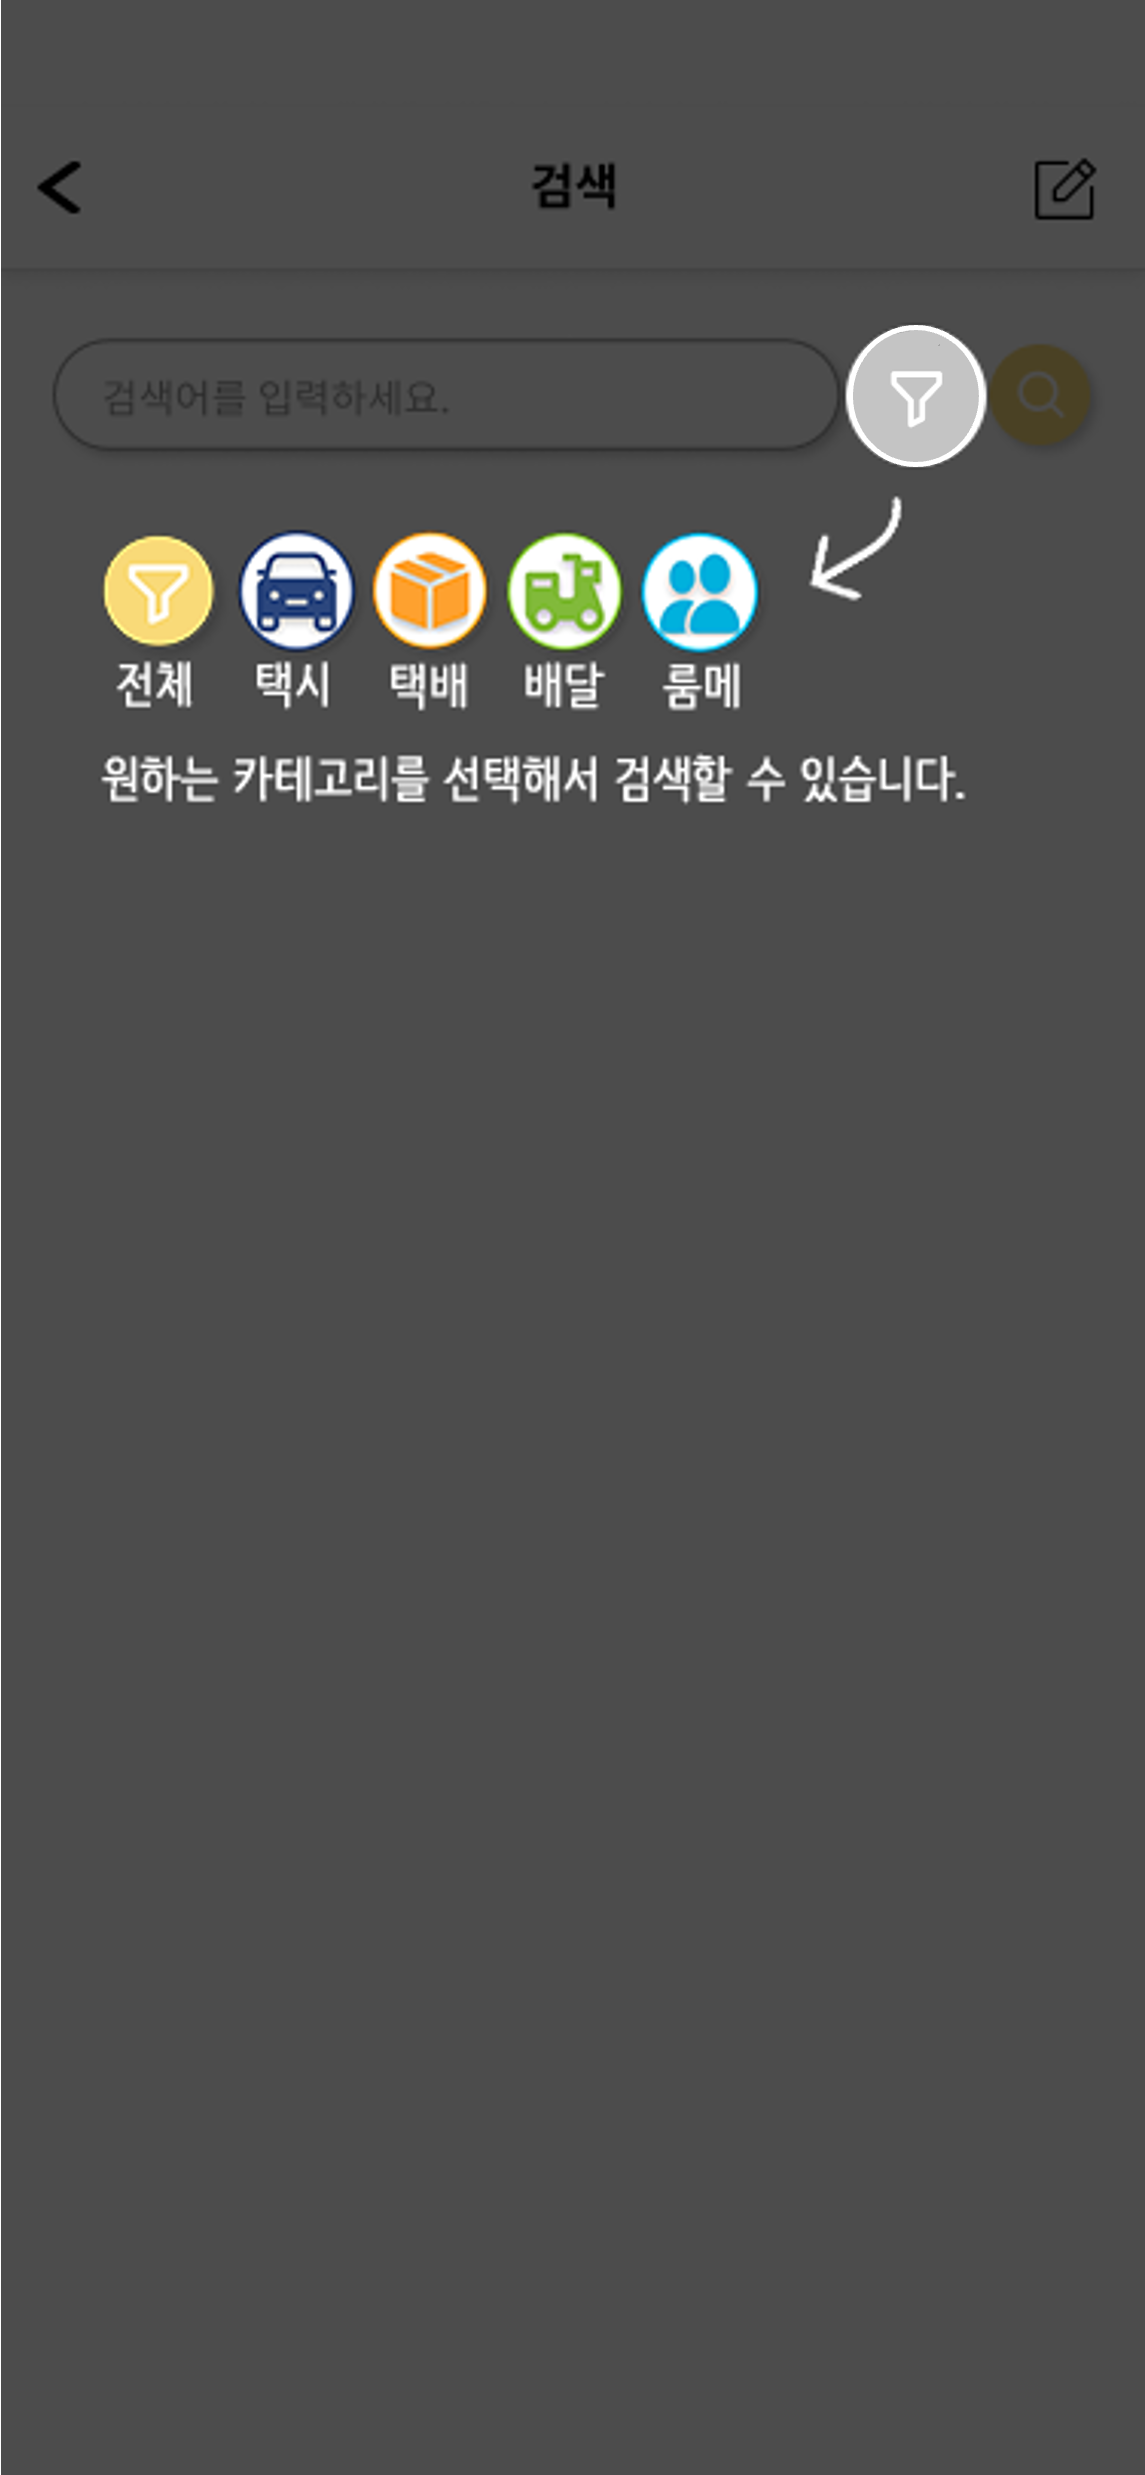 검색
검색어를 입력하세요.
전체 택시 택배 배달 룸메
원하는 카테고리를 선택해서 검색할 수 있습니다.